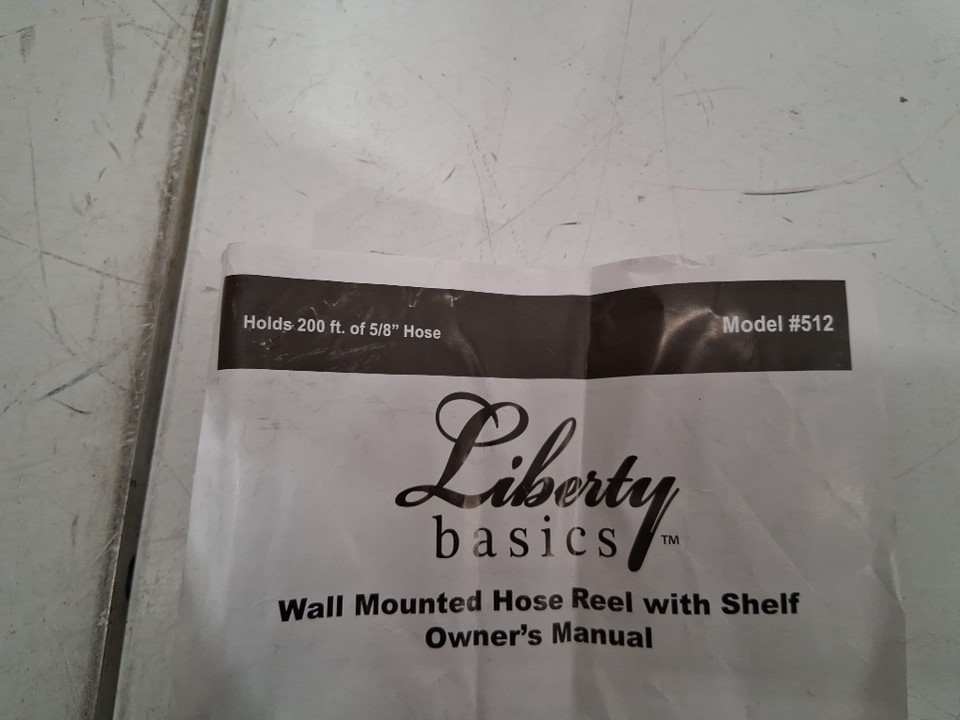 Holds 200 ft. of 5/8” Hose
Model #512
Liberty
basics™
Wall Mounted Hose Reel with Shelf
Owner’s Manual